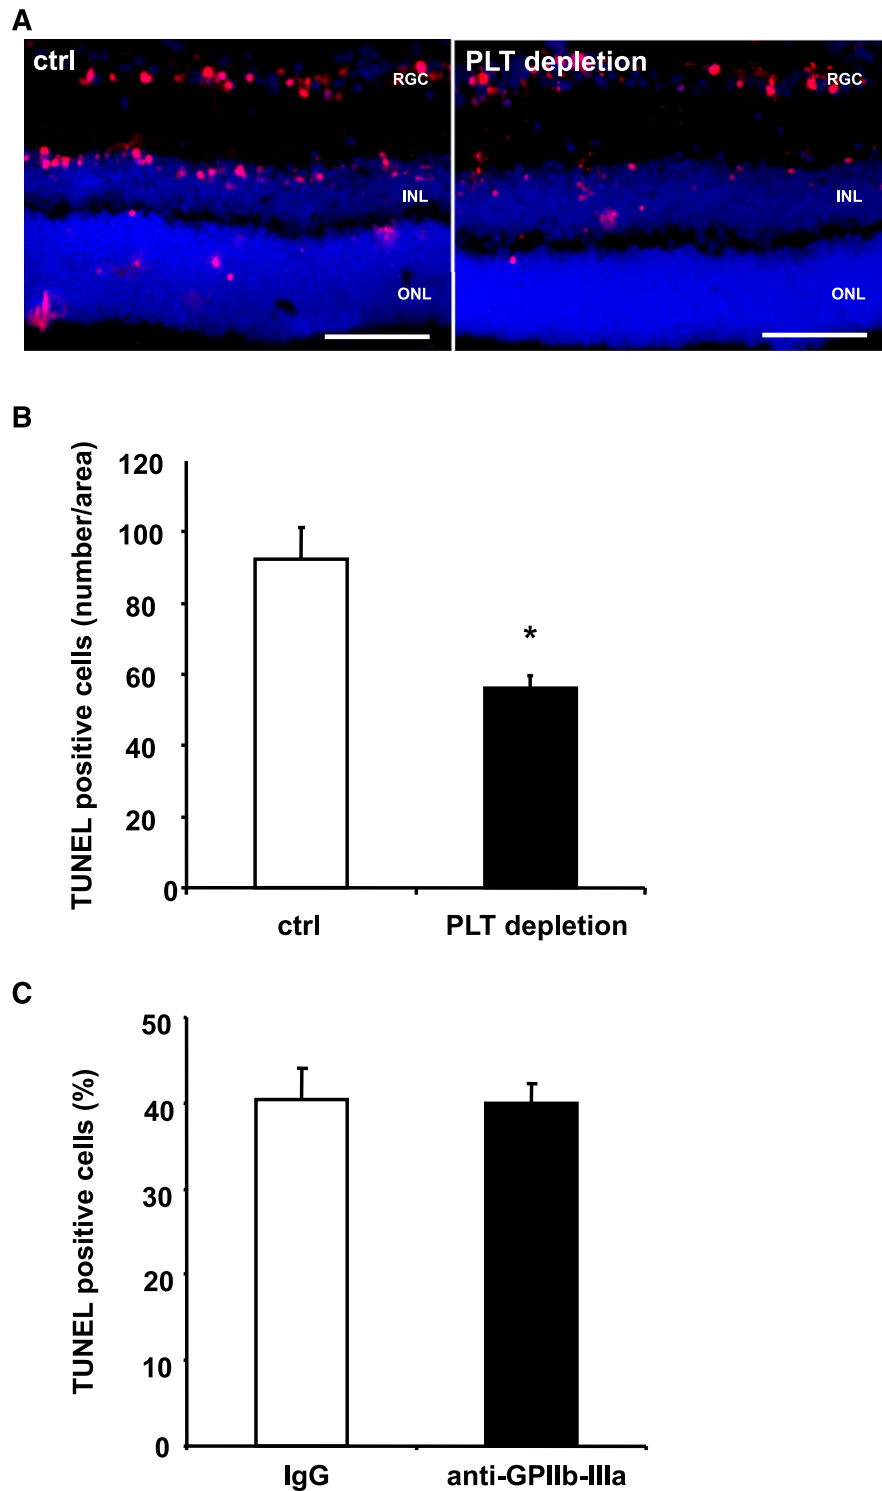 A
ctrl
RGC
INL
ONL
PLT depletion
RGC
INL
ONL
B
TUNEL positive cells (number/area)
120
100
80
60
40
20
0
*
ctrl
PLT depletion
C
TUNEL positive cells (%)
50
40
30
20
10
0
IgG
anti-GPIIb-IIIa